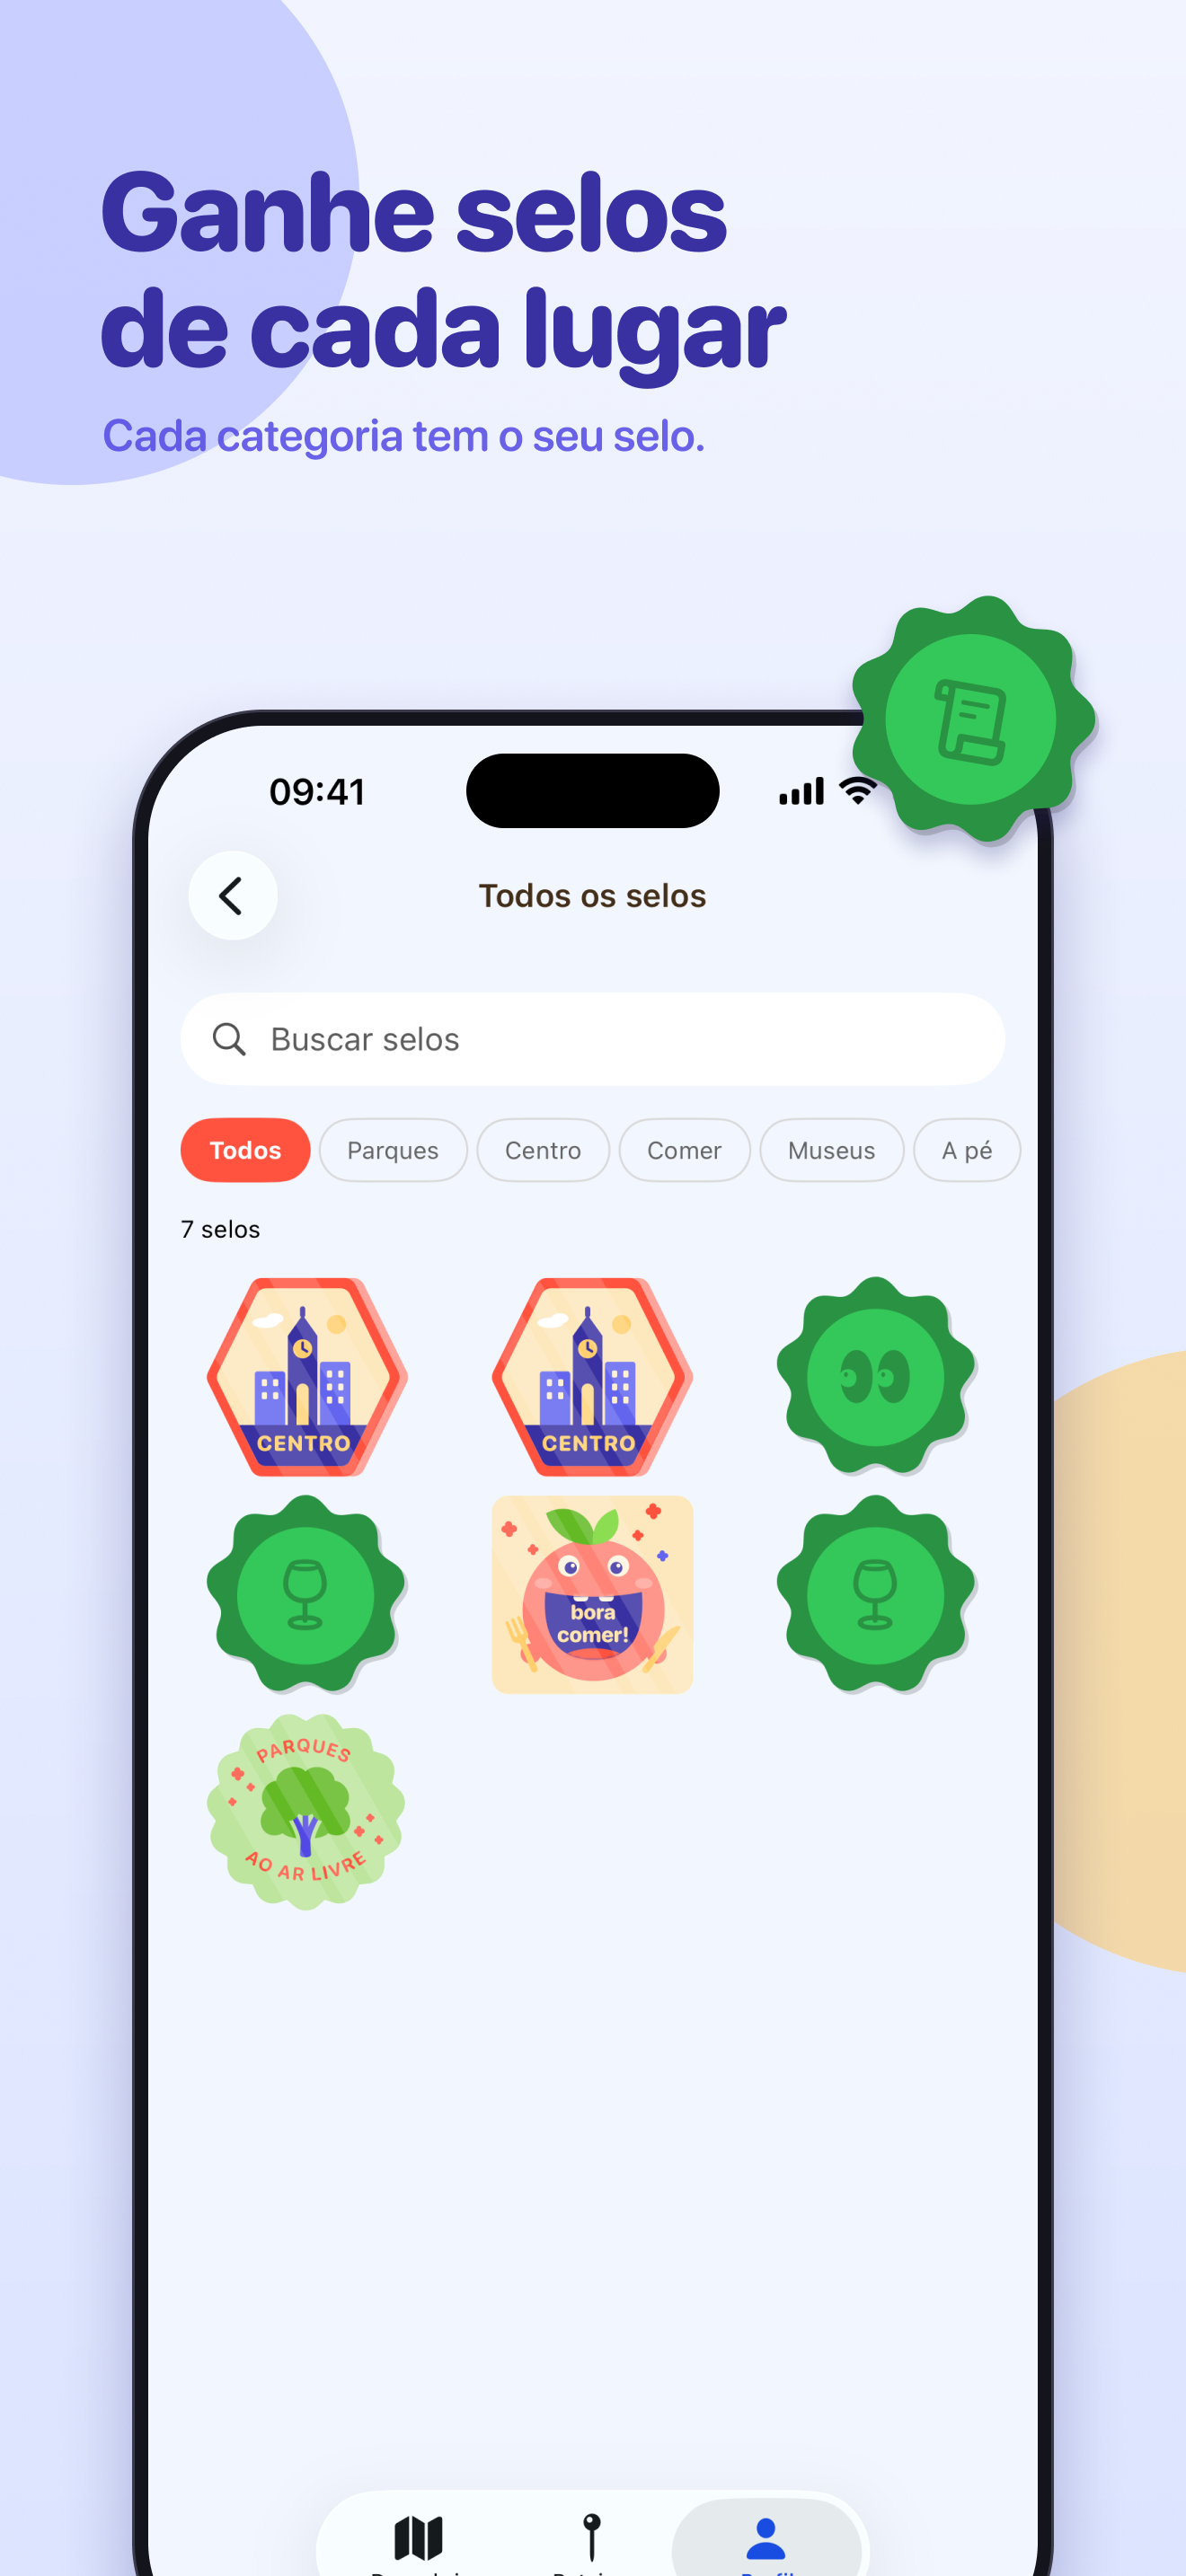 Ganhe selos
de cada lugar
Cada categoria tem o seu selo.
09:41
Todos os selos
Buscar selos
Todos Parques Centro Comer Museus A pé
7 selos
CENTRO CENTRO
bora
comer!
PARQUES
AO AR LIVRE
Perfil